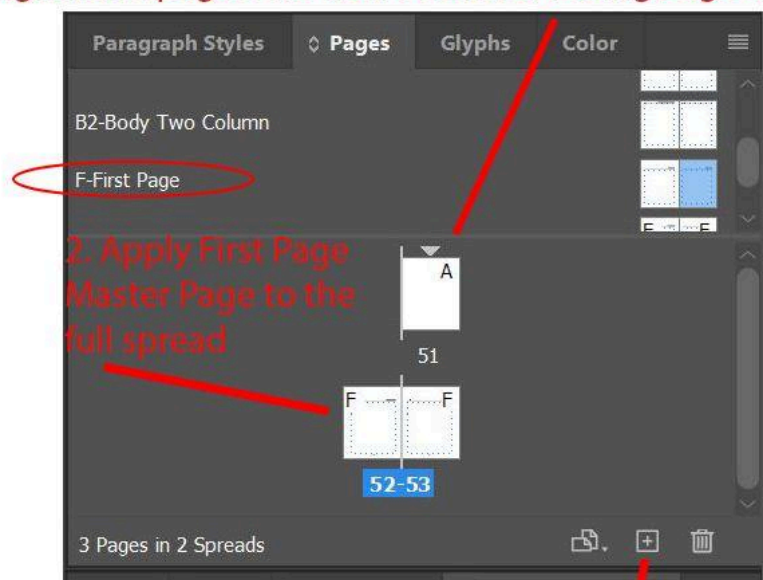 Paragraph Styles Pages Glyphs Color
B2-Body Two Column
F-First Page
F F
2. Apply First Page
Master Page to the
full spread
A
51
F F
52-53
3 Pages in 2 Spreads